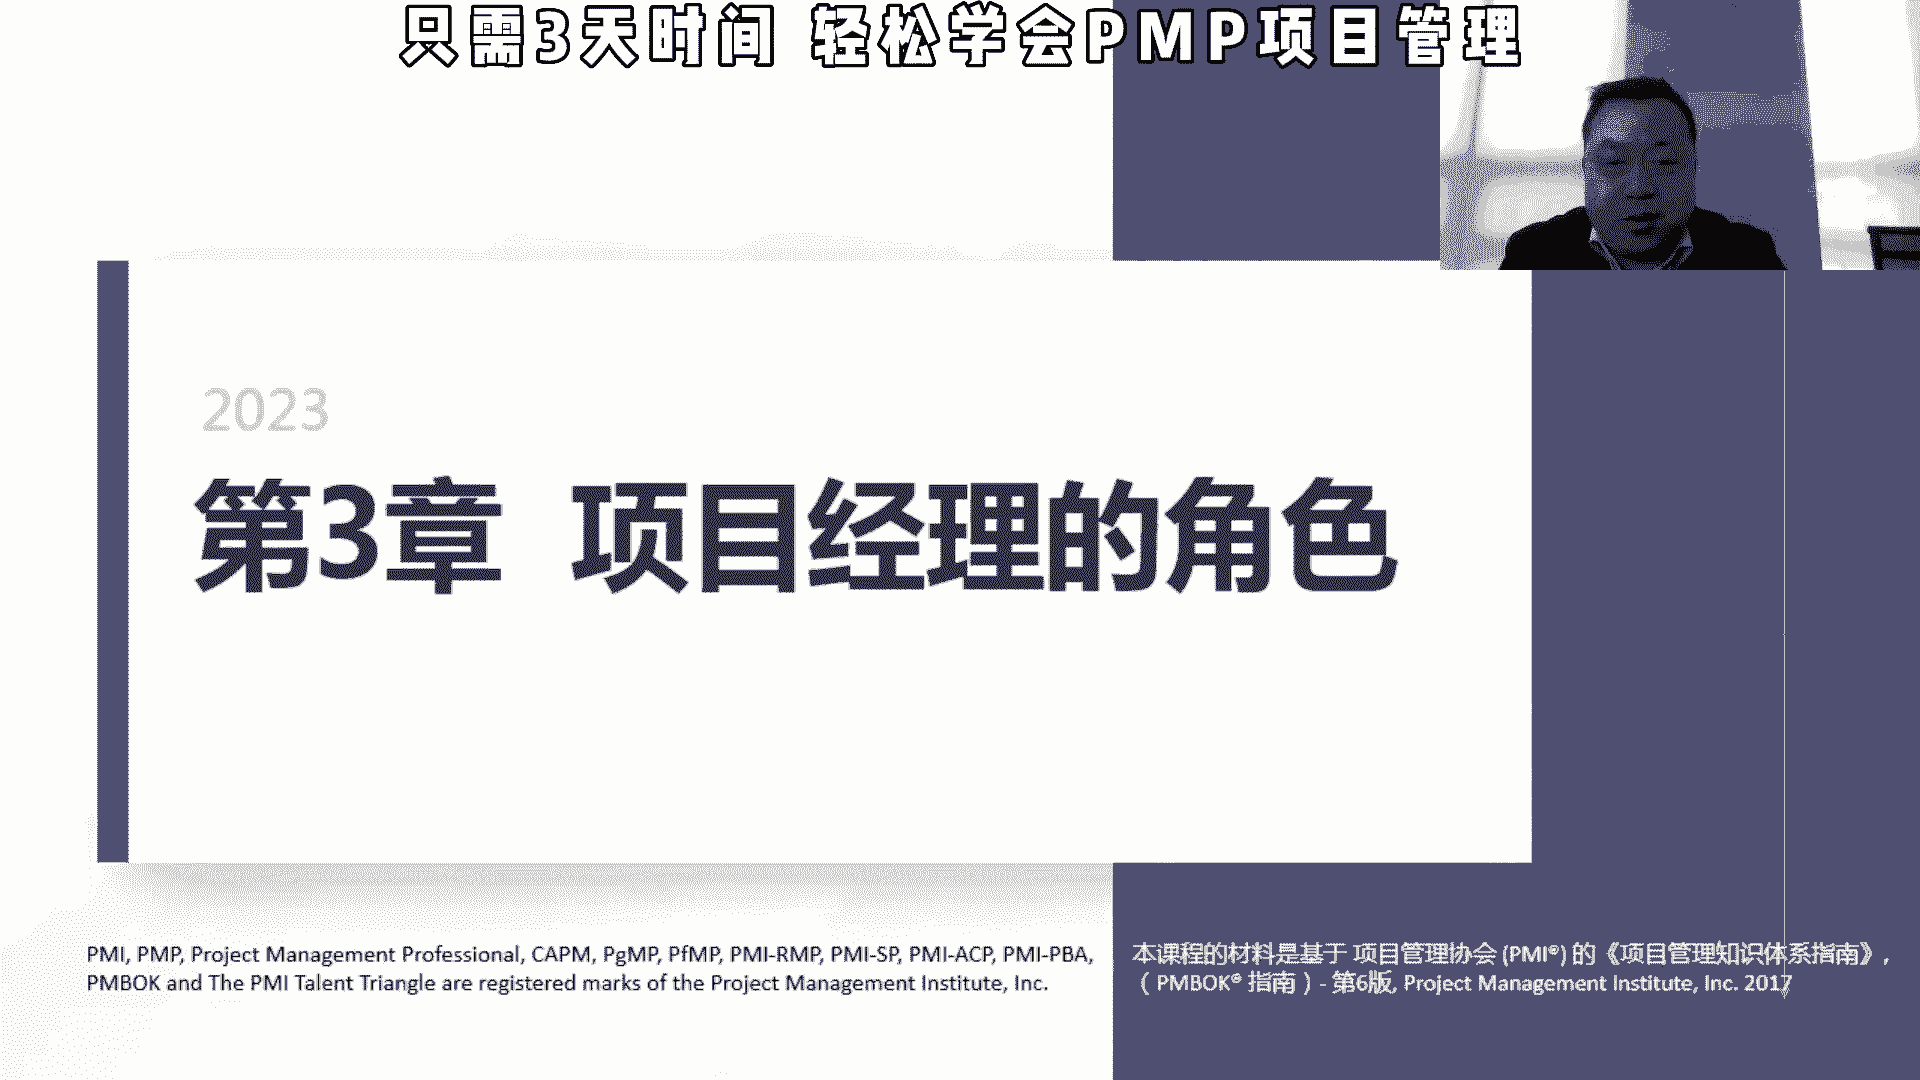 只需3天时间 轻松学会PMP项目管理
2023
第3章 项目经理的角色
PMI, PMP, Project Management Professional, CAPM, PgMP, PfMP, PMI-RMP, PMI-SP, PMI-ACP, PMI-PBA,
PMBOK and The PMI Talent Triangle are registered marks of the Project Management Institute, Inc.
本课程的材料是基于 项目管理协会 (PMI®) 的《项目管理知识体系指南》,
（PMBOK® 指南）- 第6版, Project Management Institute, Inc. 2017